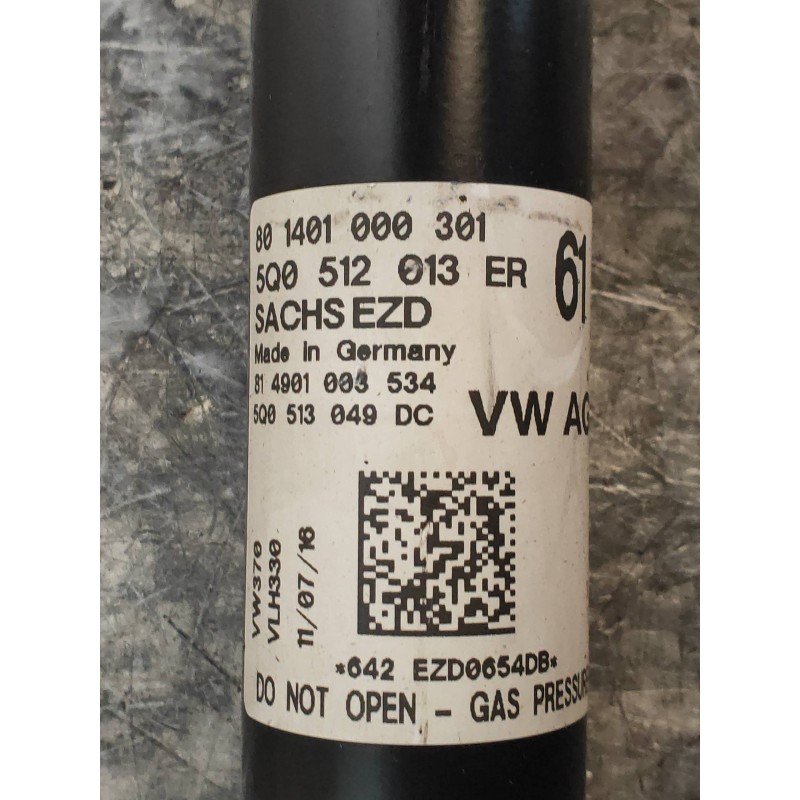 80 1401 000 301
5Q0 512 013 ER
61
SACHS EZD
Made in Germany
81 4901 003 534
5Q0 513 049 DC
VW AG
VW370
VLH330
11/07/16
*642 EZD0654DB*
DO NOT OPEN - GAS PRESSURE